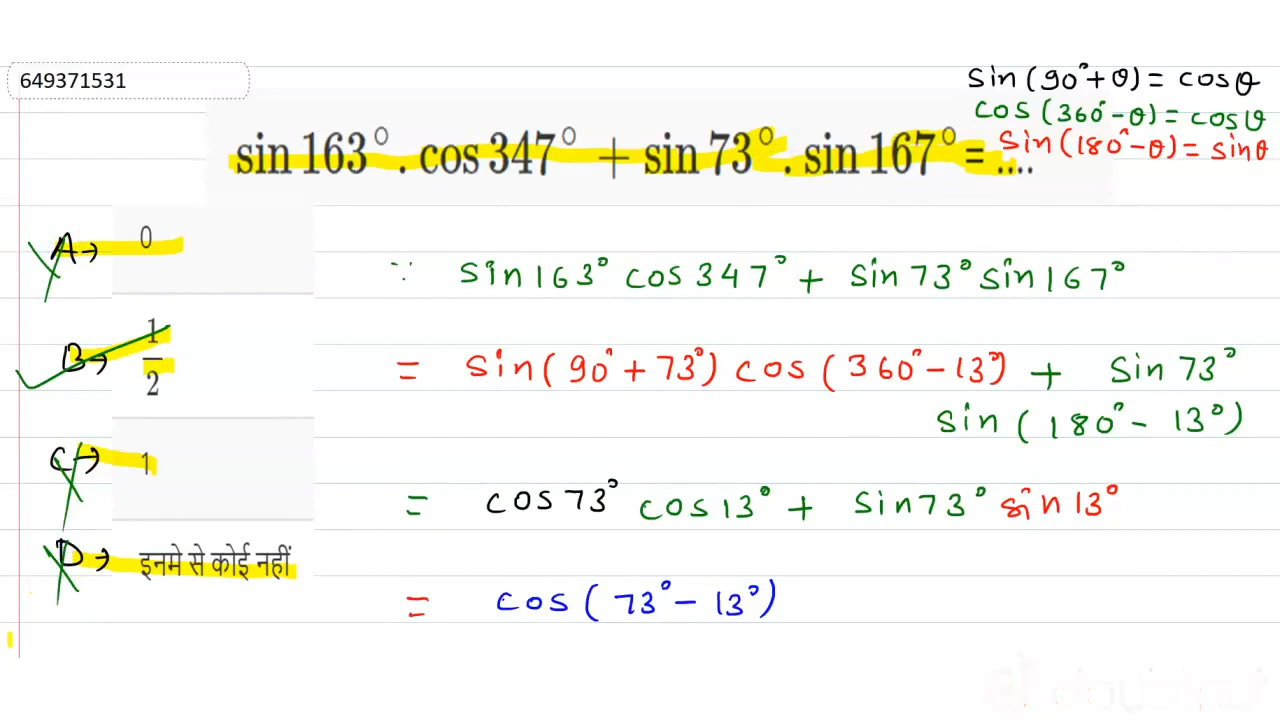 649371531
sin(90°+θ) = cosθ
cos(360°-θ) = cosθ
sin(180°-θ) = sinθ
sin 163° . cos 347° + sin 73° . sin 167° = ....
A→ 0
∵ sin163° cos347° + sin73° sin167°
B→ 1/2
= sin(90°+73°) cos(360°-13°) + sin73°
sin(180°-13°)
C→ 1
= cos73° cos13° + sin73° sin13°
D→ इनमे से कोई नहीं
= cos(73°-13°)
doubtnut